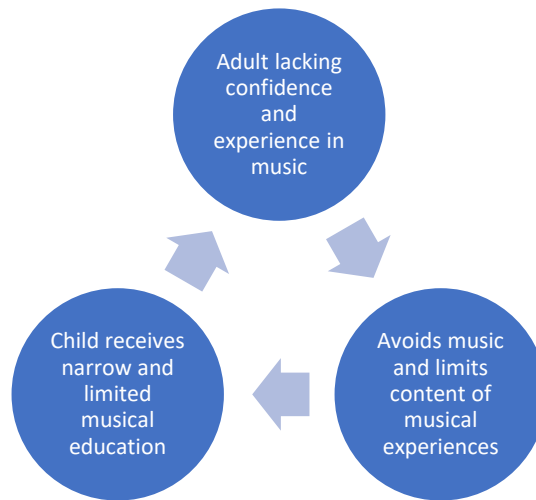 Adult lacking
confidence
and
experience in
music
Avoids music
and limits
content of
musical
experiences
Child receives
narrow and
limited
musical
education